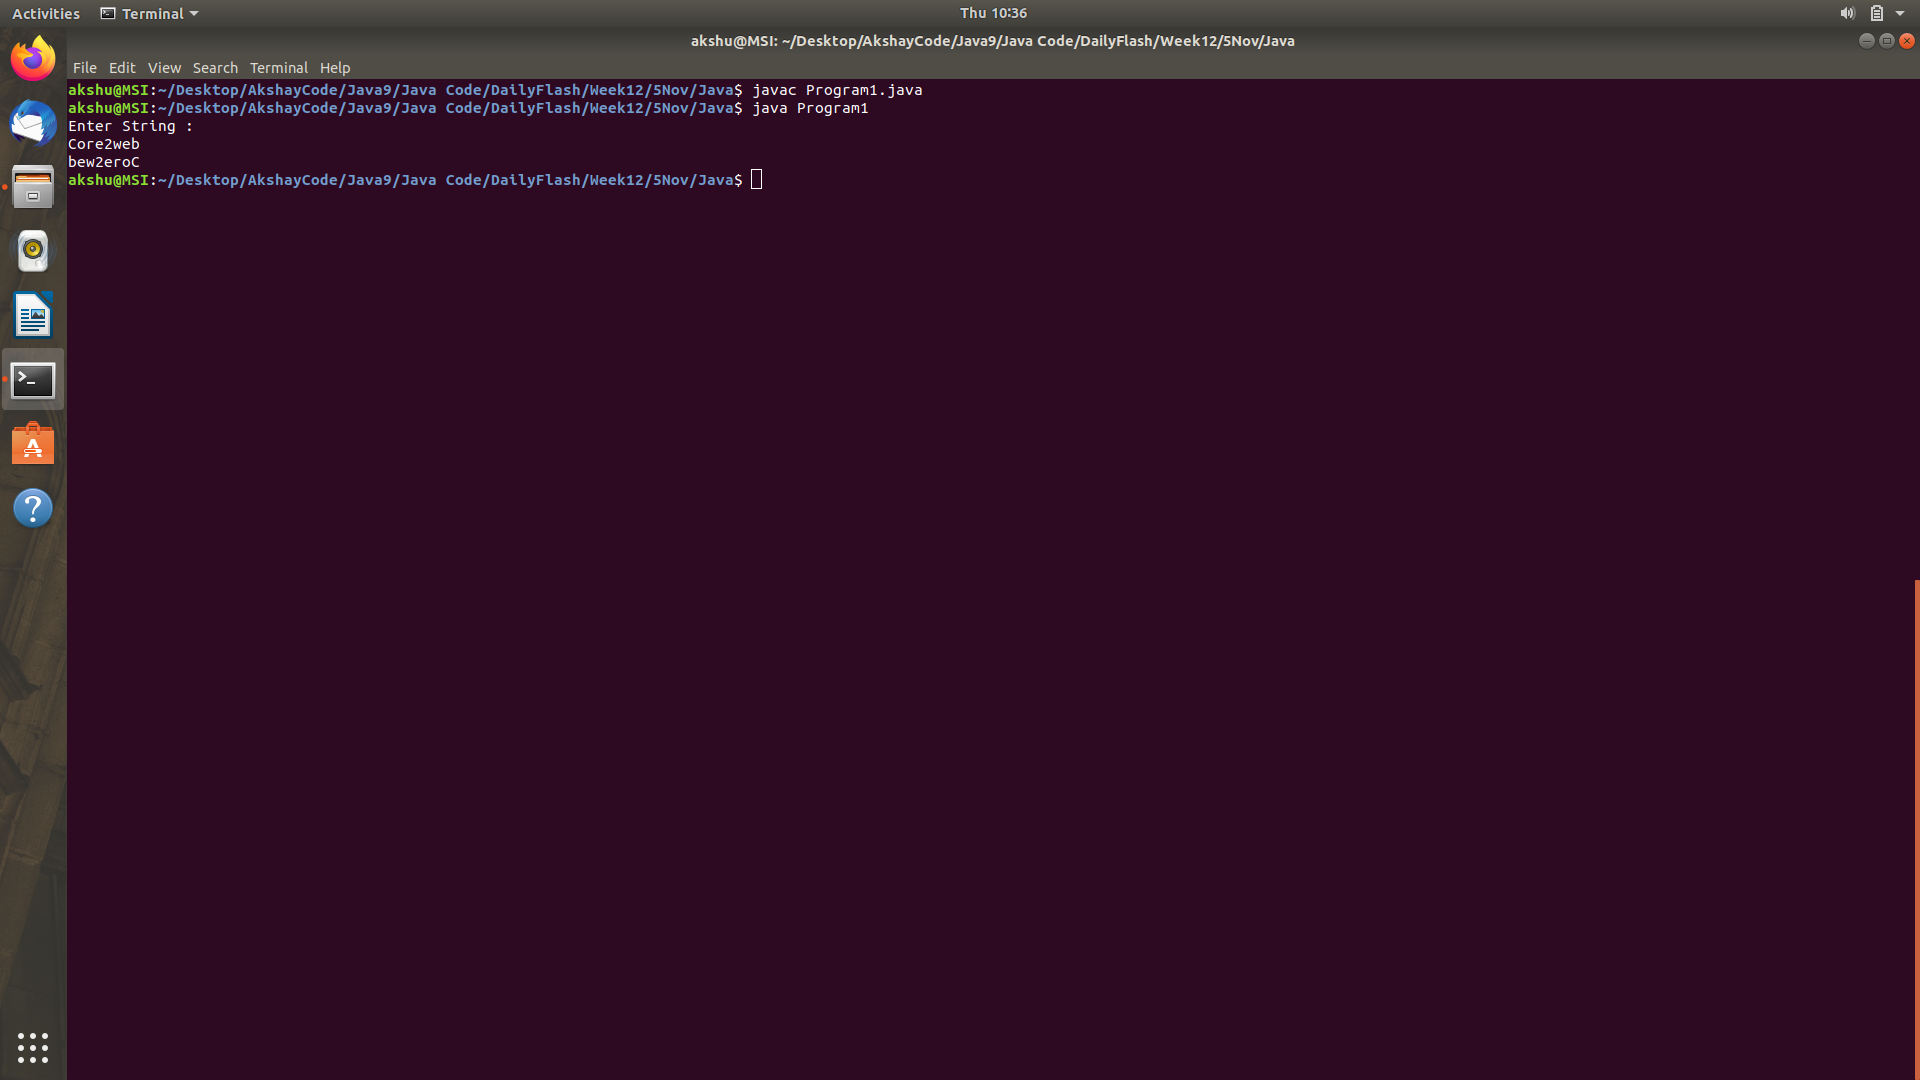 Activities Terminal Thu 10:36
akshu@MSI: ~/Desktop/AkshayCode/Java9/Java Code/DailyFlash/Week12/5Nov/Java
File Edit View Search Terminal Help
akshu@MSI:~/Desktop/AkshayCode/Java9/Java Code/DailyFlash/Week12/5Nov/Java$ javac Program1.java
akshu@MSI:~/Desktop/AkshayCode/Java9/Java Code/DailyFlash/Week12/5Nov/Java$ java Program1
Enter String :
Core2web
bew2eroC
akshu@MSI:~/Desktop/AkshayCode/Java9/Java Code/DailyFlash/Week12/5Nov/Java$